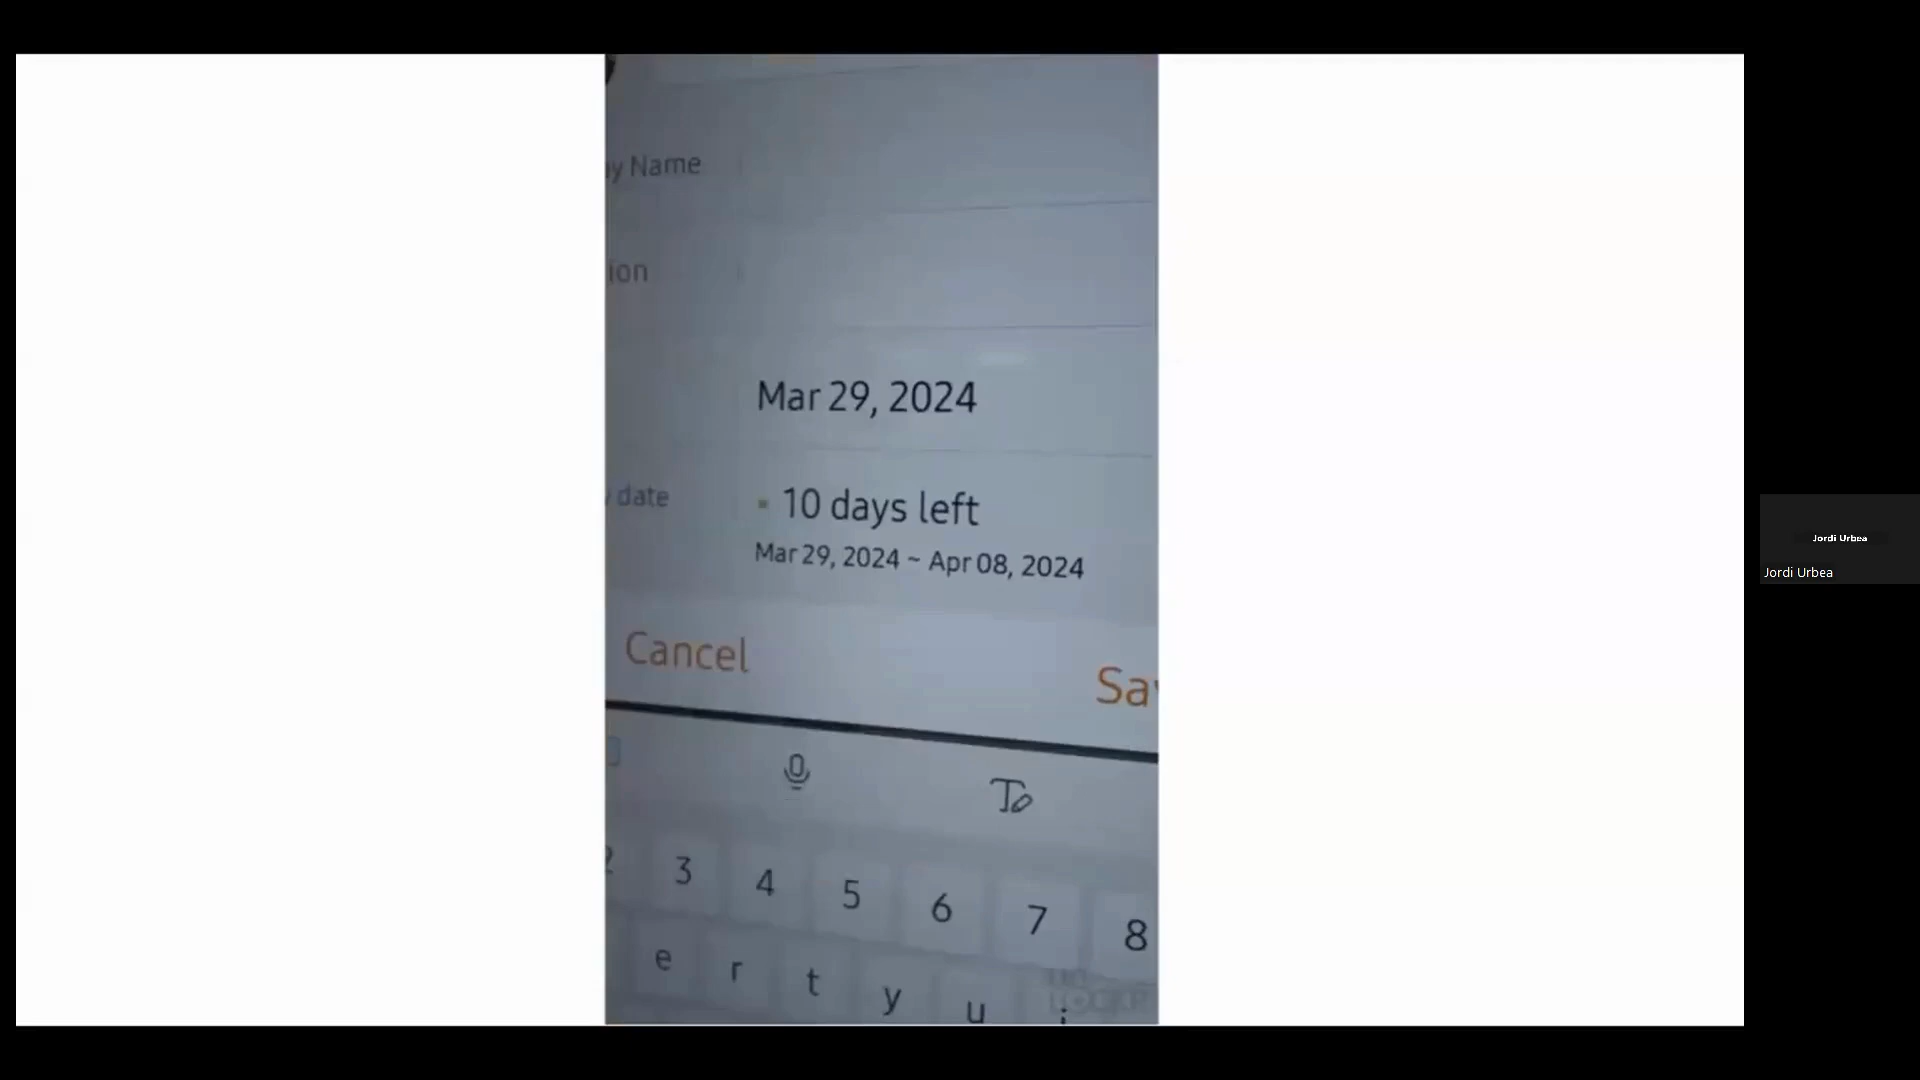 y Name
ion
Mar 29, 2024
date
10 days left
Mar 29, 2024 ~ Apr 08, 2024
Cancel
Sa
3 4 5 6 7 8
e r t y u i
Jordi Urbea
Jordi Urbea